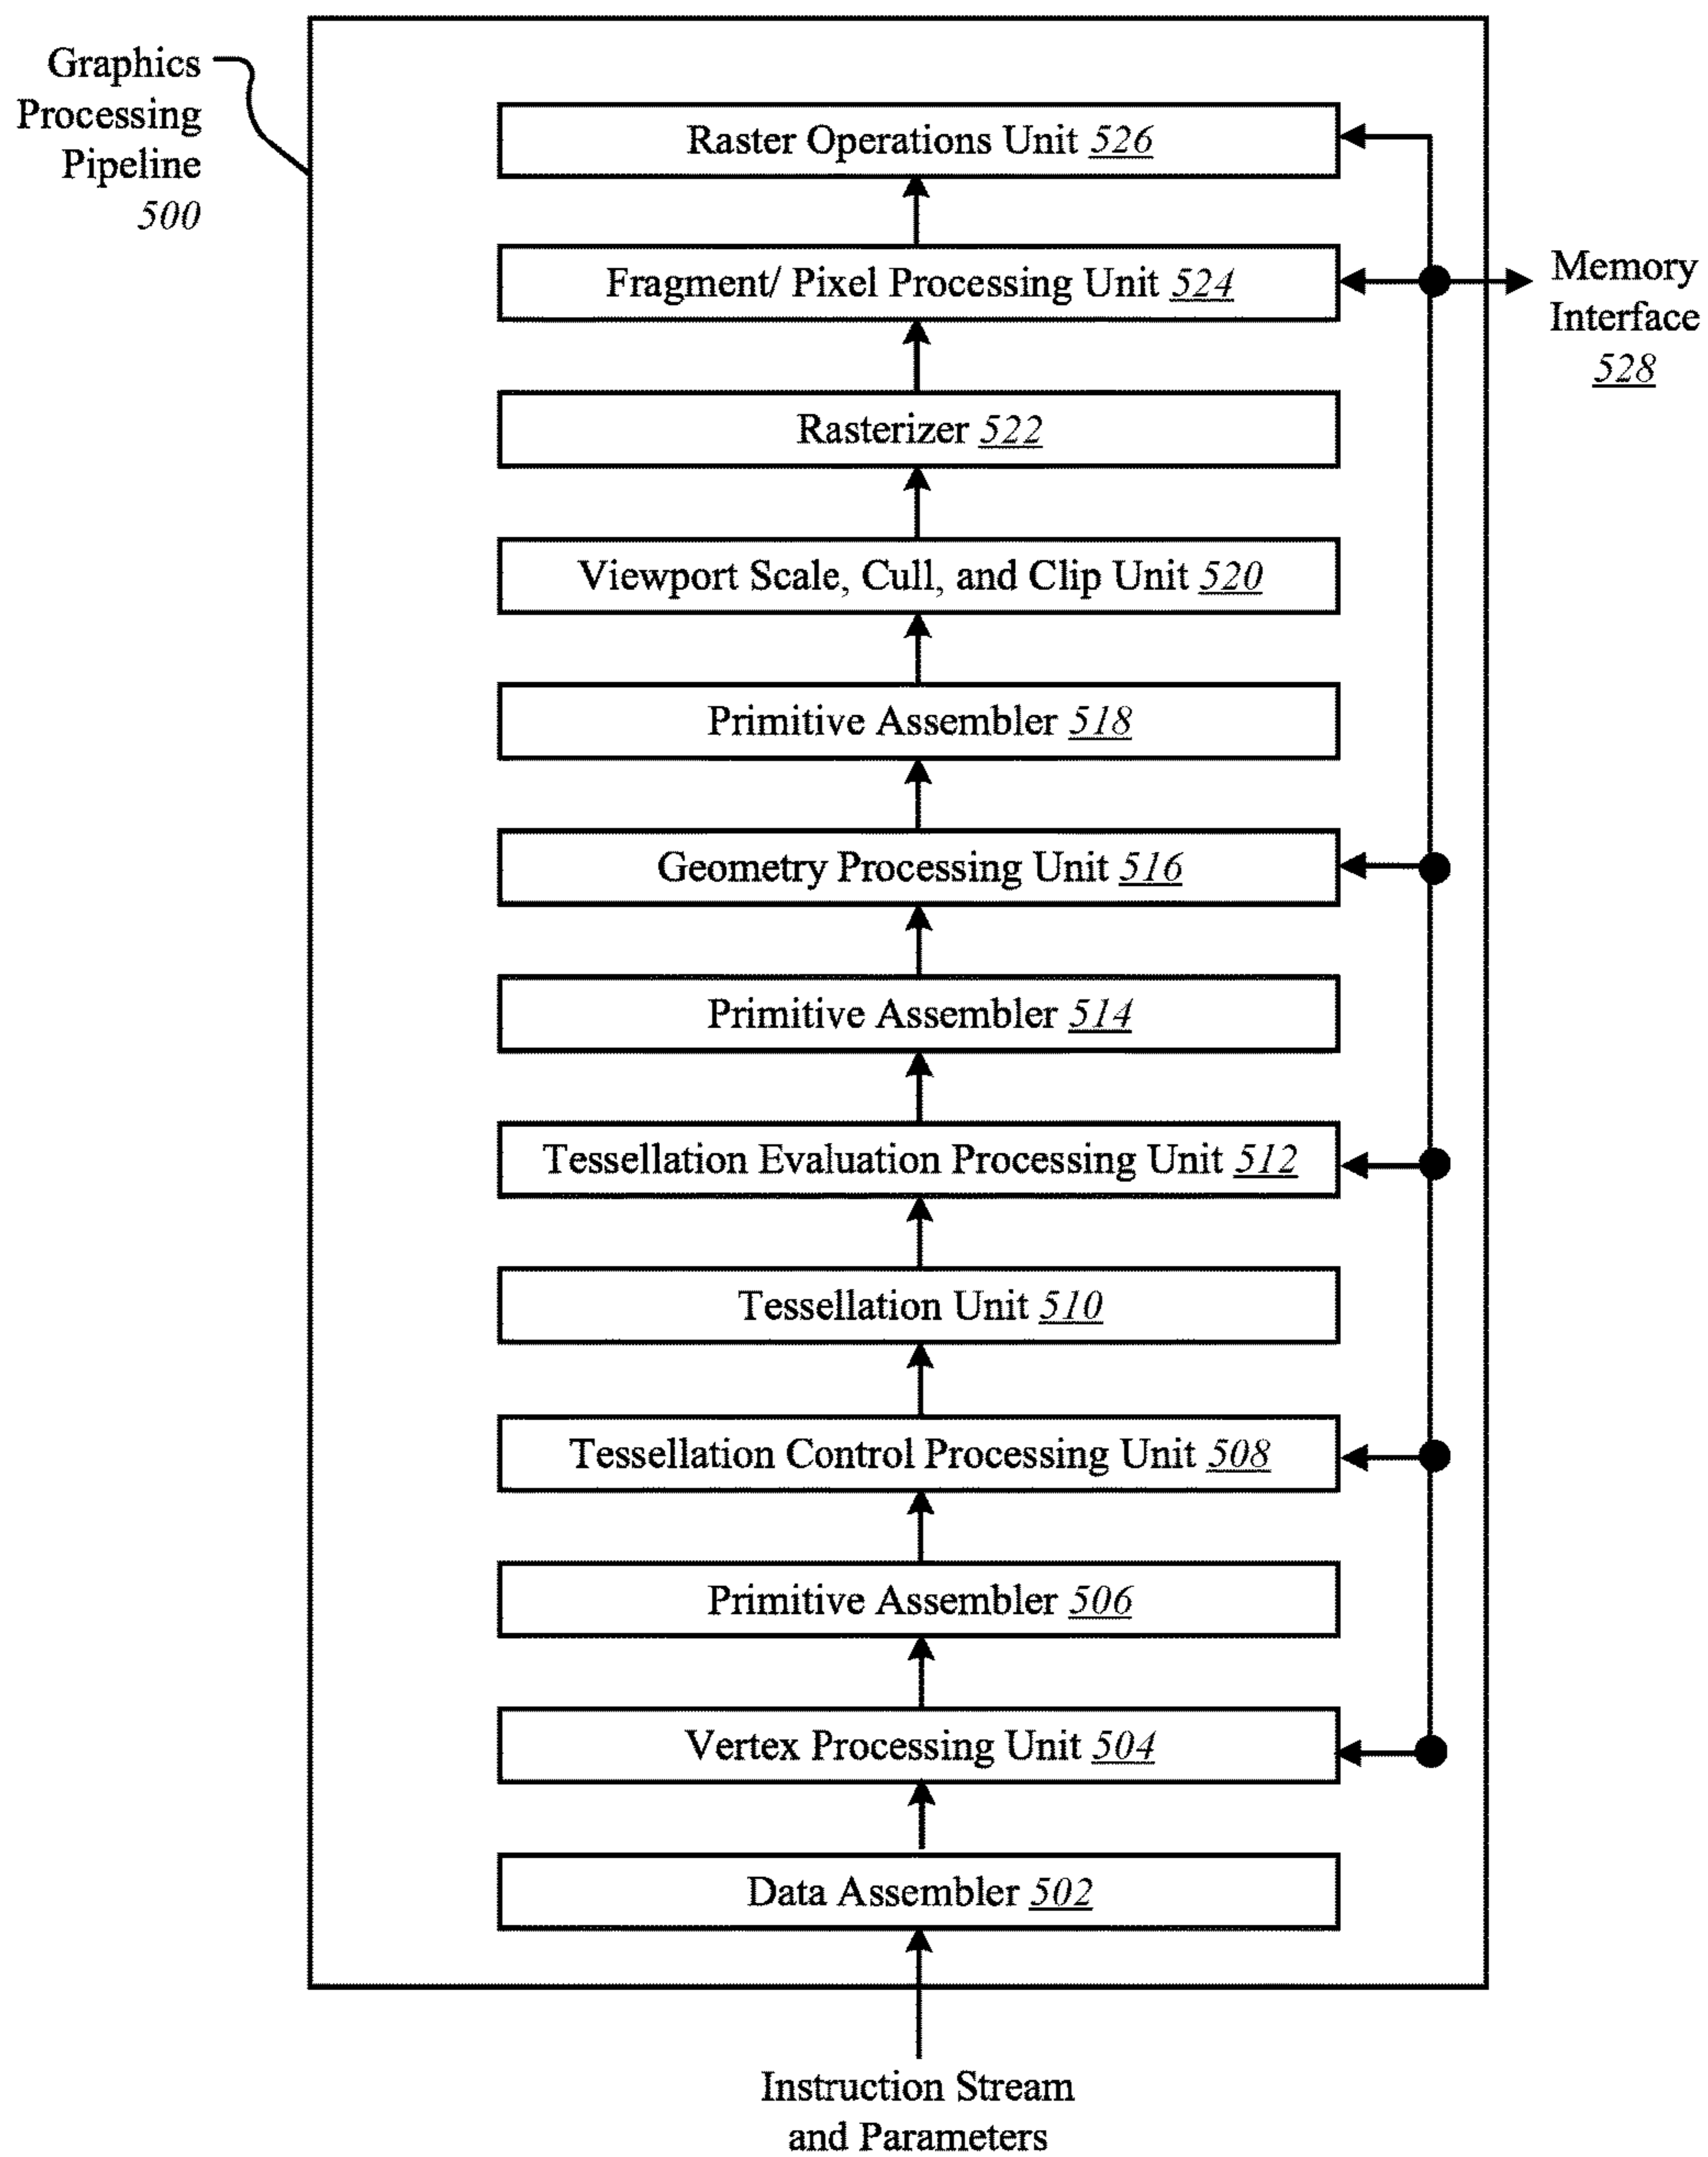 Graphics
Processing
Pipeline
500
Raster Operations Unit 526
Fragment/ Pixel Processing Unit 524
Memory
Interface
528
Rasterizer 522
Viewport Scale, Cull, and Clip Unit 520
Primitive Assembler 518
Geometry Processing Unit 516
Primitive Assembler 514
Tessellation Evaluation Processing Unit 512
Tessellation Unit 510
Tessellation Control Processing Unit 508
Primitive Assembler 506
Vertex Processing Unit 504
Data Assembler 502
Instruction Stream
and Parameters